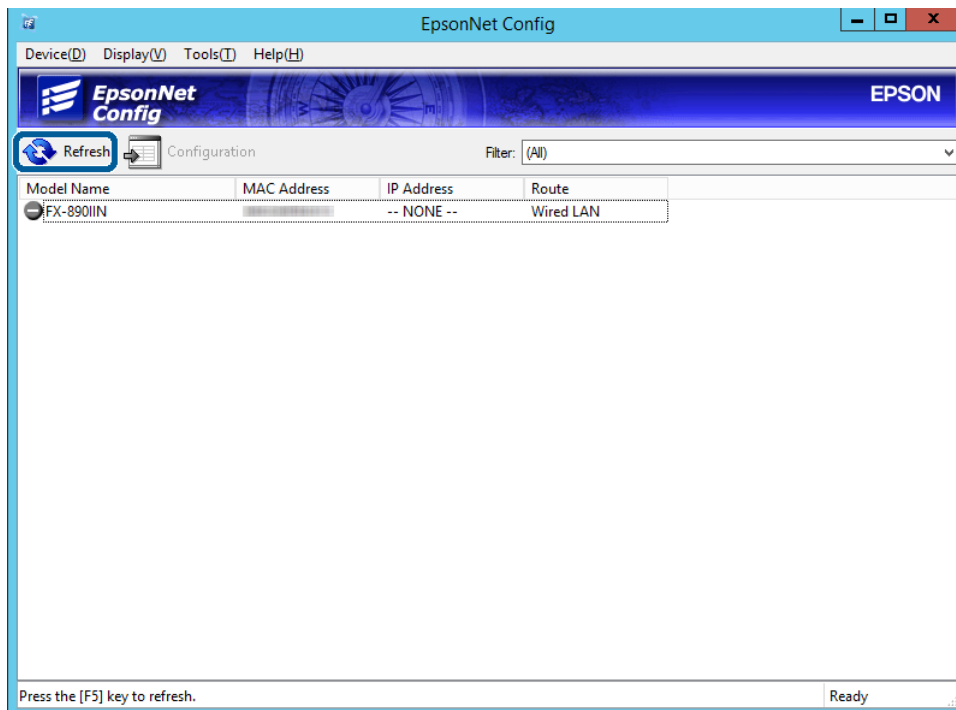 EpsonNet Config
Device(D) Display(V) Tools(T) Help(H)
EpsonNet
Config
EPSON
Refresh Configuration Filter: (All)
Model Name MAC Address IP Address Route
FX-890IIN -- NONE -- Wired LAN
Press the [F5] key to refresh. Ready